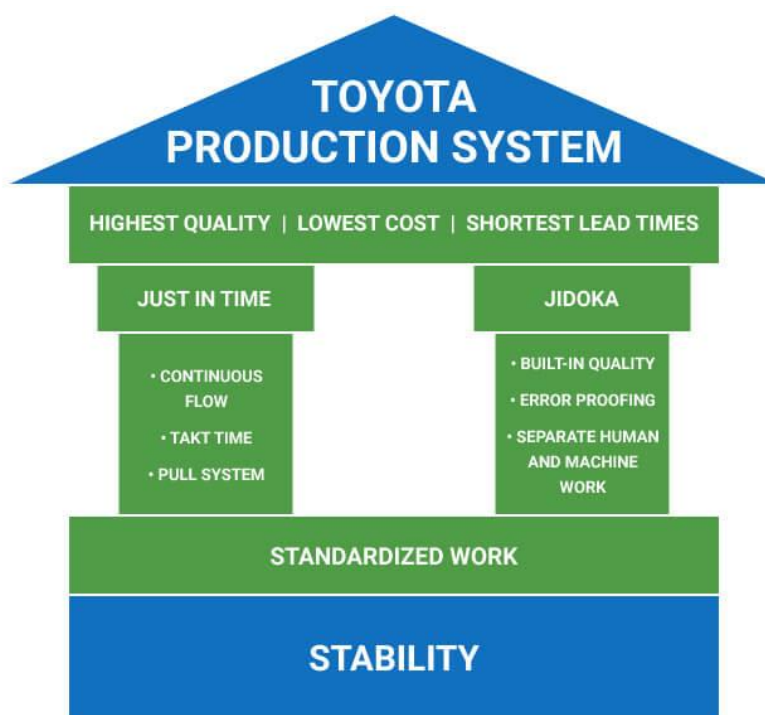 TOYOTA
PRODUCTION SYSTEM
HIGHEST QUALITY | LOWEST COST | SHORTEST LEAD TIMES
JUST IN TIME
• CONTINUOUS
FLOW
• TAKT TIME
• PULL SYSTEM
JIDOKA
• BUILT-IN QUALITY
• ERROR PROOFING
• SEPARATE HUMAN
AND MACHINE
WORK
STANDARDIZED WORK
STABILITY